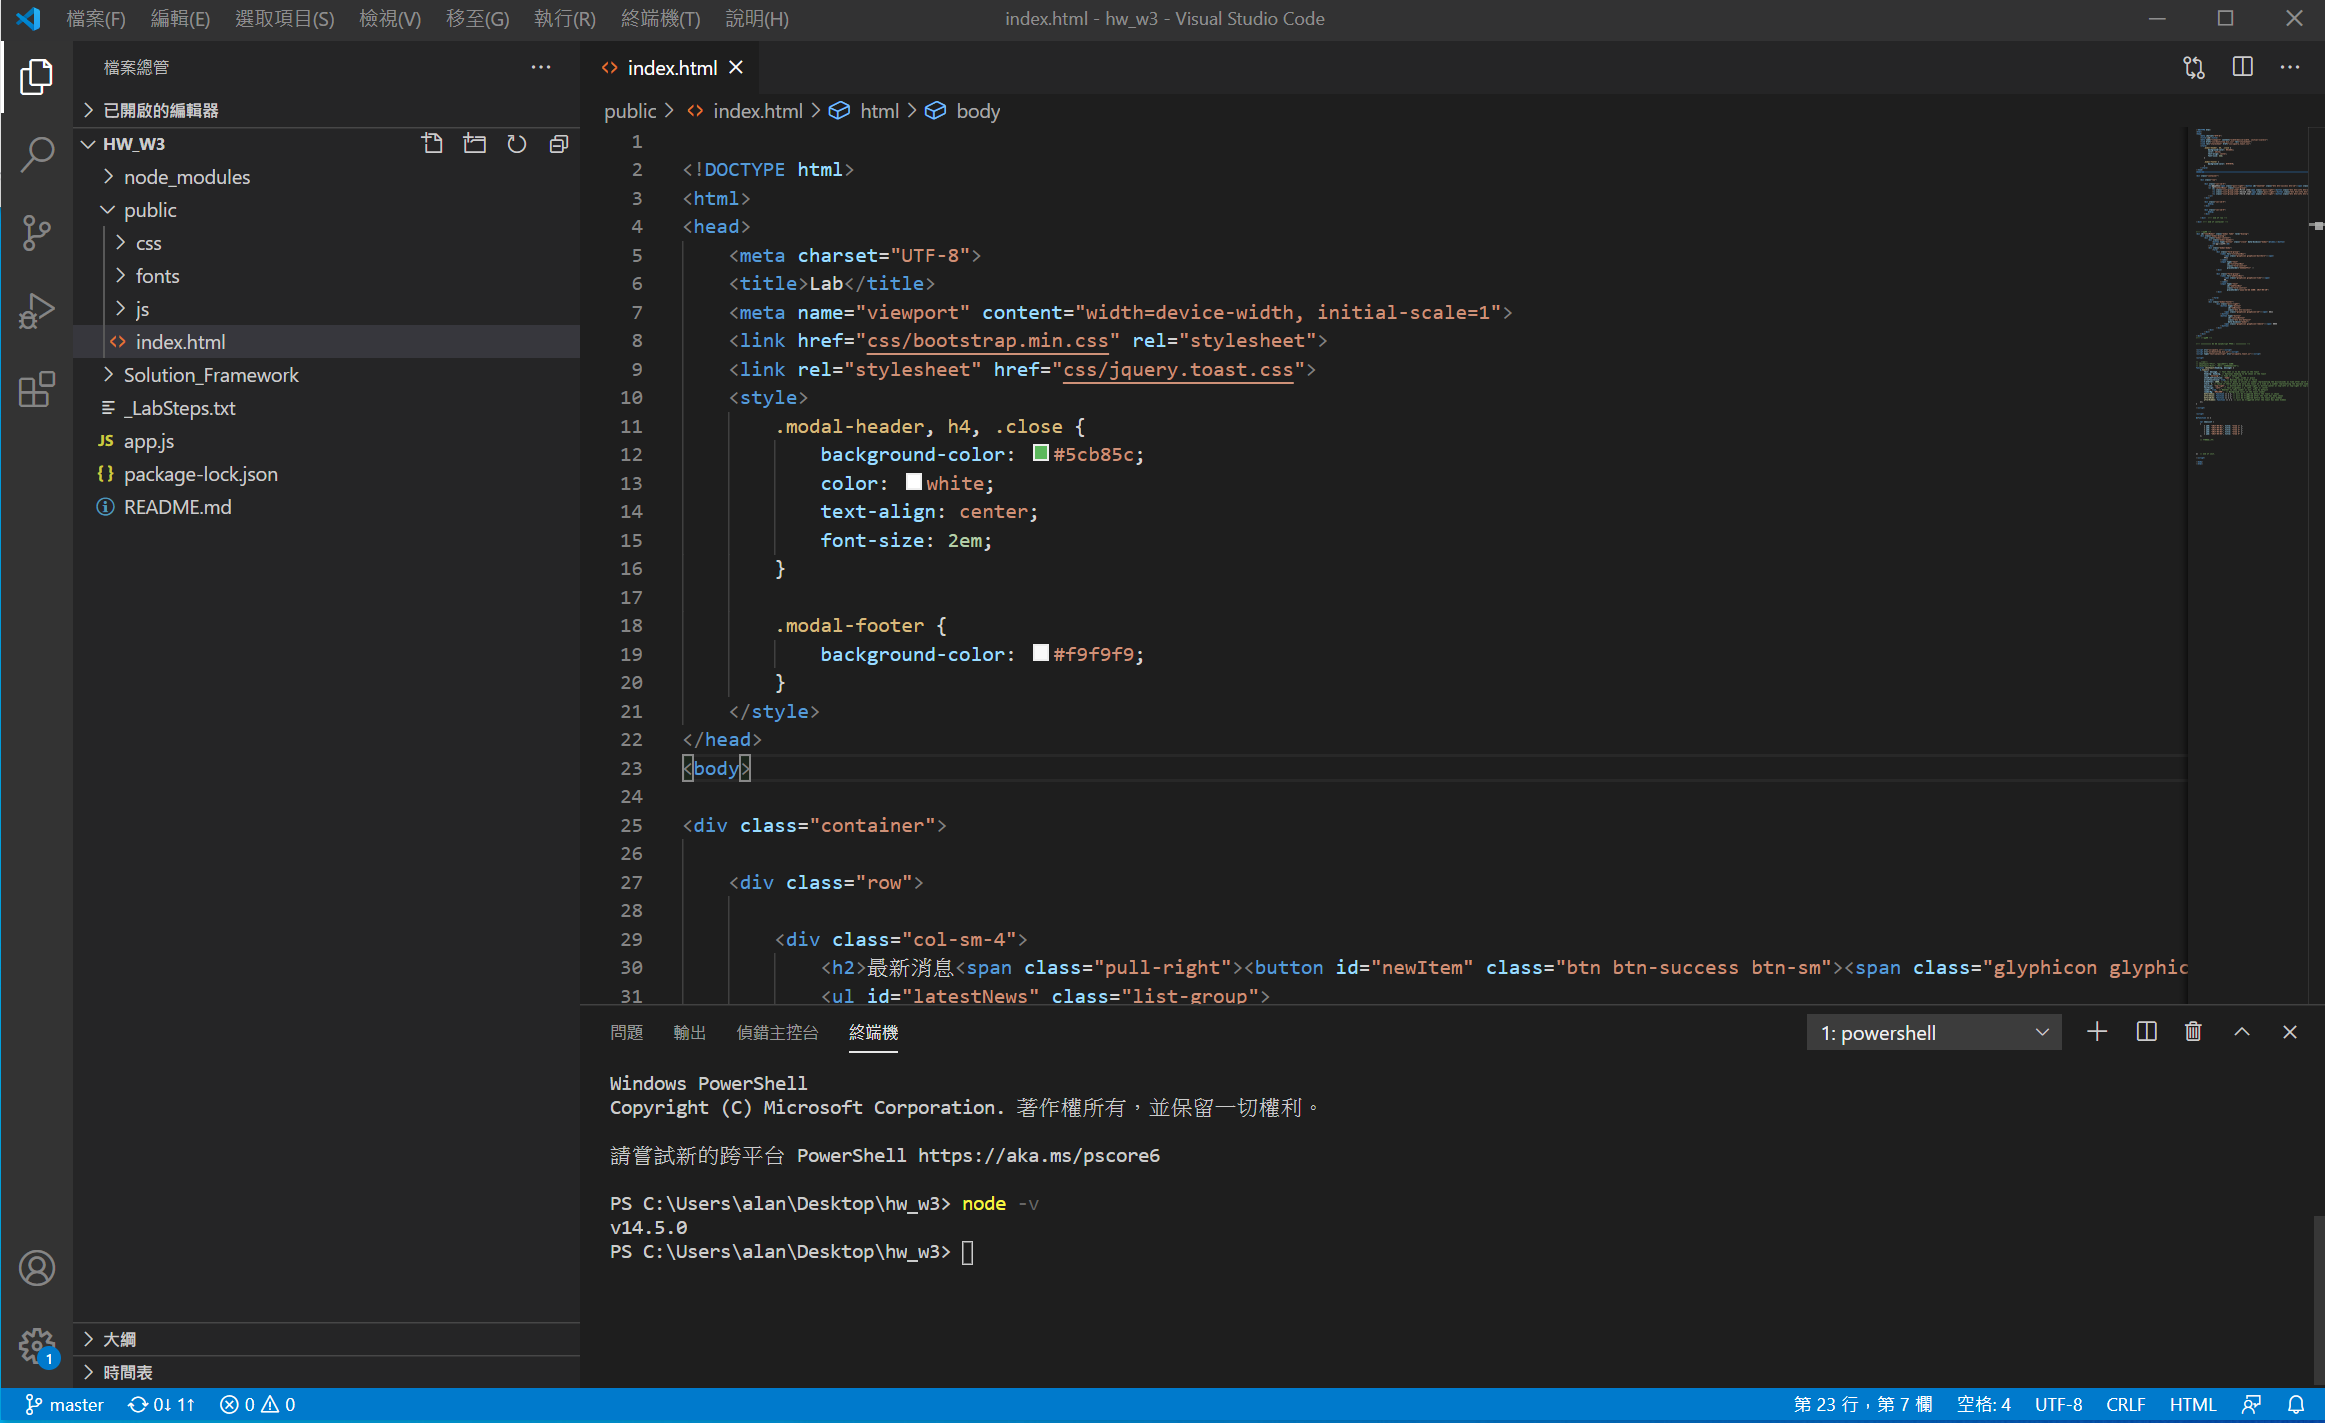 檔案(F) 編輯(E) 選取項目(S) 檢視(V) 移至(G) 執行(R) 終端機(T) 說明(H) index.html - hw_w3 - Visual Studio Code
檔案總管
已開啟的編輯器
HW_W3
node_modules
public
css
fonts
js
index.html
Solution_Framework
_LabSteps.txt
JS app.js
{} package-lock.json
README.md
大綱
時間表
index.html
public > index.html > html > body
1
2 <!DOCTYPE html>
3 <html>
4 <head>
5 <meta charset="UTF-8">
6 <title>Lab</title>
7 <meta name="viewport" content="width=device-width, initial-scale=1">
8 <link href="css/bootstrap.min.css" rel="stylesheet">
9 <link rel="stylesheet" href="css/jquery.toast.css">
10 <style>
11 .modal-header, h4, .close {
12 background-color: #5cb85c;
13 color: white;
14 text-align: center;
15 font-size: 2em;
16 }
17
18 .modal-footer {
19 background-color: #f9f9f9;
20 }
21 </style>
22 </head>
23 <body>
24
25 <div class="container">
26
27 <div class="row">
28
29 <div class="col-sm-4">
30 <h2>最新消息<span class="pull-right"><button id="newItem" class="btn btn-success btn-sm"><span class="glyphicon glyphic
31 <ul id="latestNews" class="list-group">
問題 輸出 偵錯主控台 終端機 1: powershell
Windows PowerShell
Copyright (C) Microsoft Corporation. 著作權所有，並保留一切權利。
請嘗試新的跨平台 PowerShell https://aka.ms/pscore6
PS C:\Users\alan\Desktop\hw_w3> node -v
v14.5.0
PS C:\Users\alan\Desktop\hw_w3>
1
master 0↓ 1↑ 0 0 第 23 行，第 7 欄 空格: 4 UTF-8 CRLF HTML